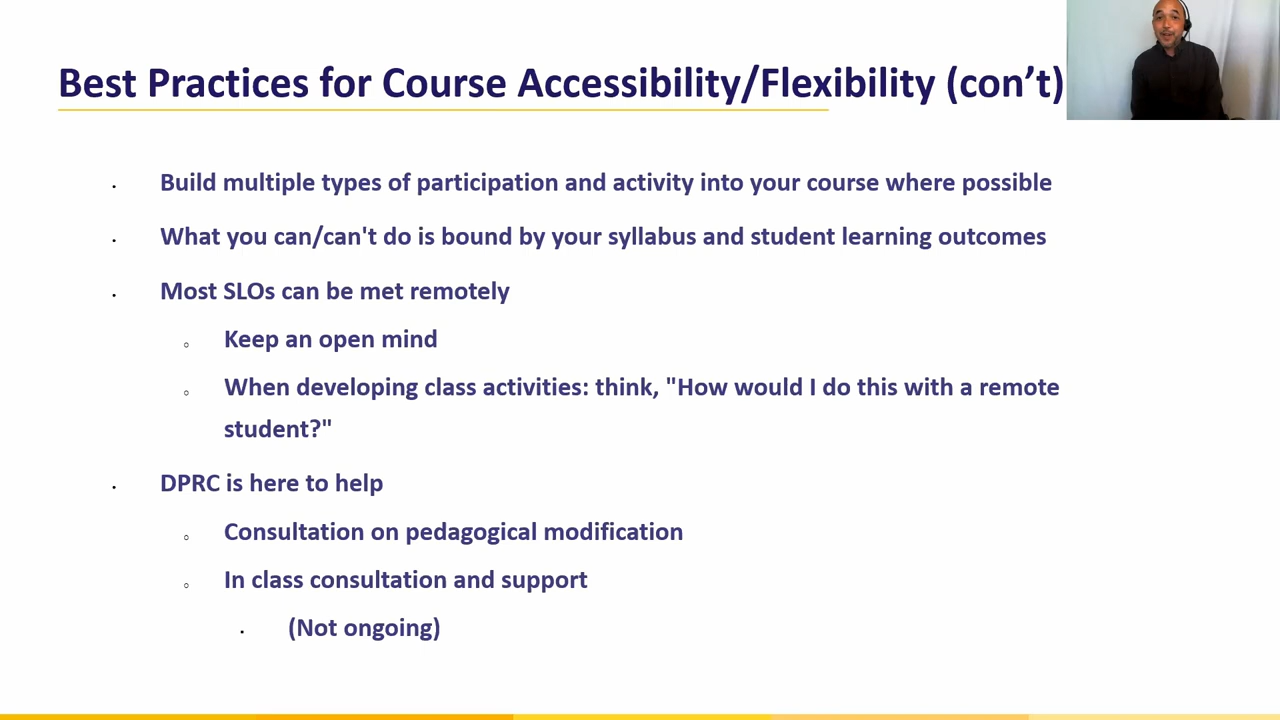 Best Practices for Course Accessibility/Flexibility (con’t)
Build multiple types of participation and activity into your course where possible
What you can/can't do is bound by your syllabus and student learning outcomes
Most SLOs can be met remotely
Keep an open mind
When developing class activities: think, "How would I do this with a remote
student?"
DPRC is here to help
Consultation on pedagogical modification
In class consultation and support
(Not ongoing)